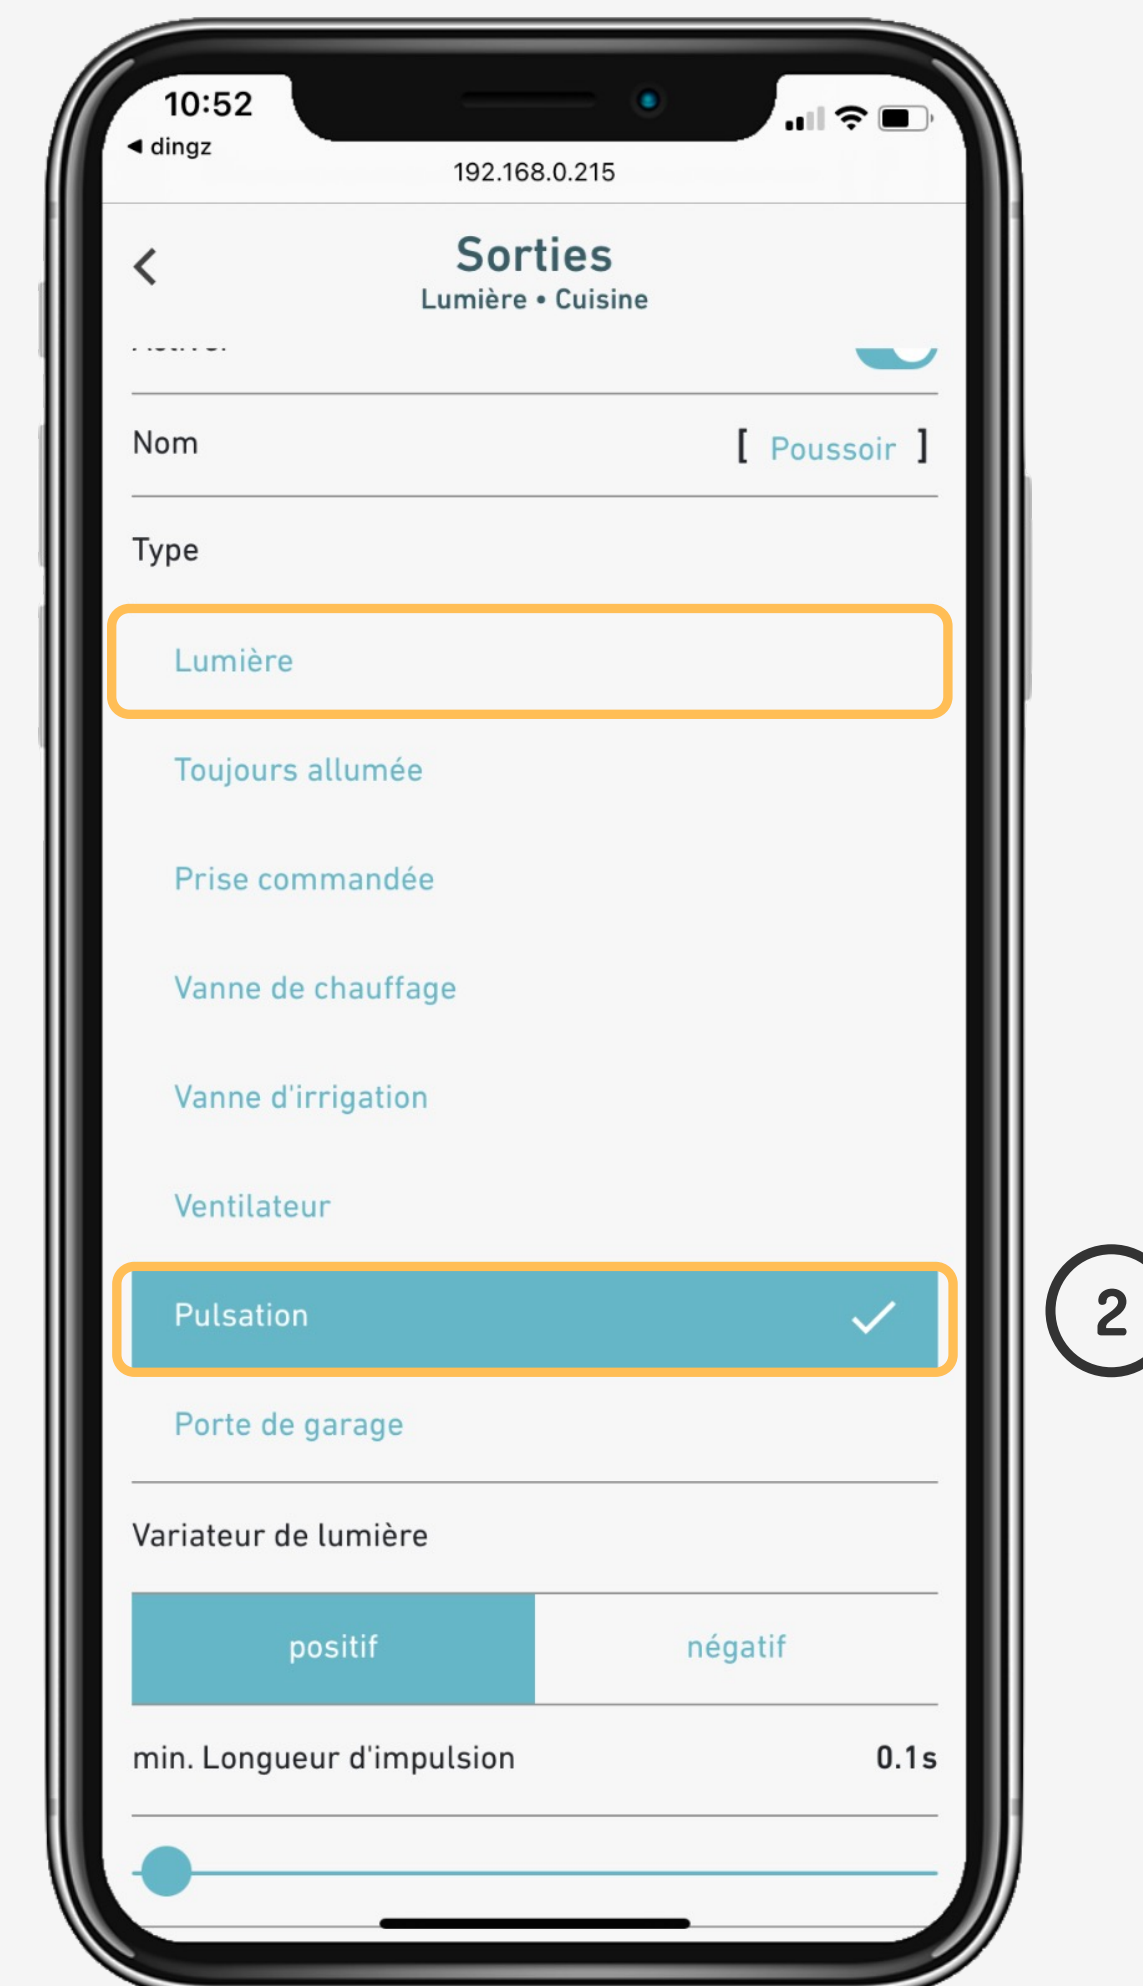 10:52
◀ dingz
192.168.0.215
Sorties
Lumière • Cuisine
Nom [ Poussoir ]
Type
Lumière
Toujours allumée
Prise commandée
Vanne de chauffage
Vanne d'irrigation
Ventilateur
Pulsation
2
Porte de garage
Variateur de lumière
positif négatif
min. Longueur d'impulsion 0.1s